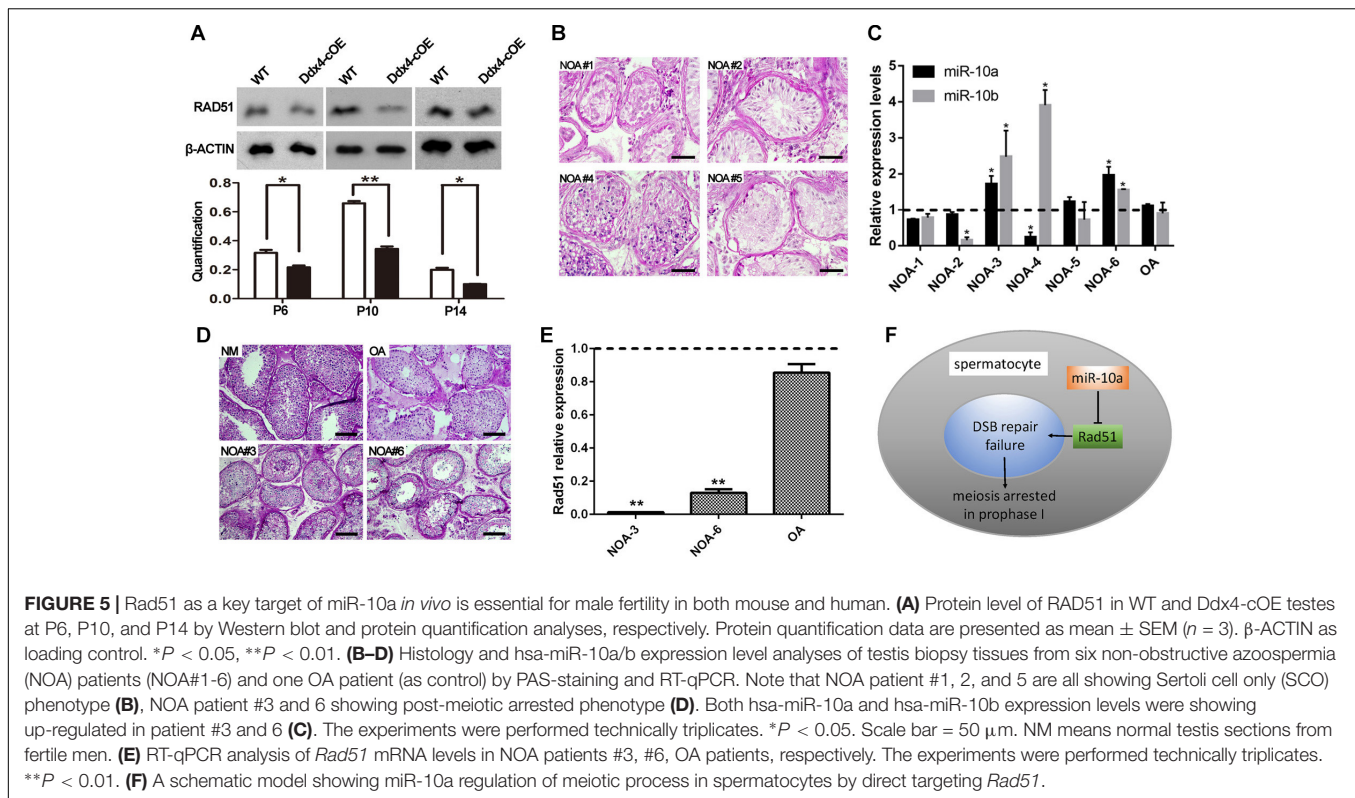 A
WT
Ddx4-cOE
WT
Ddx4-cOE
WT
Ddx4-cOE
RAD51
β-ACTIN
Quantification
0.8
0.6
0.4
0.2
0.0
*
**
*
P6
P10
P14
B
NOA#1
NOA#2
NOA#4
NOA#5
C
Relative expression levels
5
4
3
2
1
0
miR-10a
miR-10b
*
*
*
*
*
*
*
NOA-1
NOA-2
NOA-3
NOA-4
NOA-5
NOA-6
OA
D
NM
OA
NOA#3
NOA#6
E
Rad51 relative expression
1.0
0.8
0.6
0.4
0.2
0.0
**
**
NOA-3
NOA-6
OA
F
spermatocyte
miR-10a
DSB repair
failure
Rad51
meiosis arrested
in prophase I
FIGURE 5 | Rad51 as a key target of miR-10a in vivo is essential for male fertility in both mouse and human. (A) Protein level of RAD51 in WT and Ddx4-cOE testes
at P6, P10, and P14 by Western blot and protein quantification analyses, respectively. Protein quantification data are presented as mean ± SEM (n = 3). β-ACTIN as
loading control. *P < 0.05, **P < 0.01. (B–D) Histology and hsa-miR-10a/b expression level analyses of testis biopsy tissues from six non-obstructive azoospermia
(NOA) patients (NOA#1-6) and one OA patient (as control) by PAS-staining and RT-qPCR. Note that NOA patient #1, 2, and 5 are all showing Sertoli cell only (SCO)
phenotype (B), NOA patient #3 and 6 showing post-meiotic arrested phenotype (D). Both hsa-miR-10a and hsa-miR-10b expression levels were showing
up-regulated in patient #3 and 6 (C). The experiments were performed technically triplicates. *P < 0.05. Scale bar = 50 μm. NM means normal testis sections from
fertile men. (E) RT-qPCR analysis of Rad51 mRNA levels in NOA patients #3, #6, OA patients, respectively. The experiments were performed technically triplicates.
**P < 0.01. (F) A schematic model showing miR-10a regulation of meiotic process in spermatocytes by direct targeting Rad51.